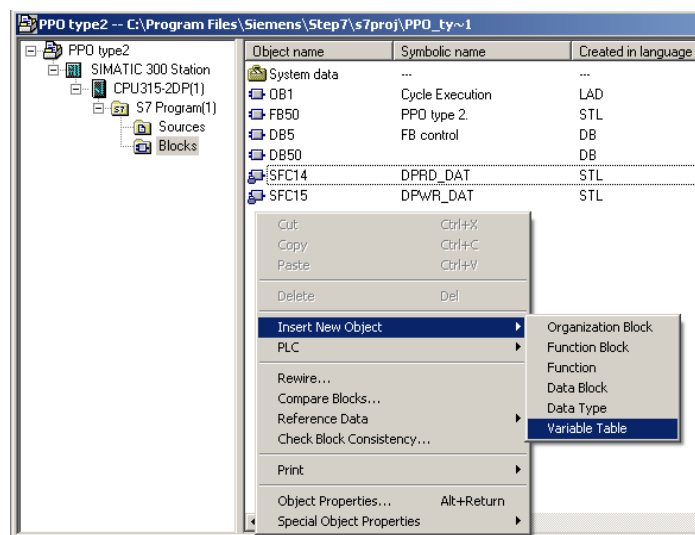 PPO type2 -- C:\Program Files\Siemens\Step7\s7proj\PPO_ty~1
PPO type2
SIMATIC 300 Station
CPU315-2DP(1)
S7 Program(1)
Sources
Blocks
Object name Symbolic name Created in language
System data --- ---
OB1 Cycle Execution LAD
FB50 PPO type 2. STL
DB5 FB control DB
DB50 DB
SFC14 DPRD_DAT STL
SFC15 DPWR_DAT STL
Cut Ctrl+X
Copy Ctrl+C
Paste Ctrl+V
Delete Del
Insert New Object
PLC
Rewire...
Compare Blocks...
Reference Data
Check Block Consistency...
Print
Object Properties... Alt+Return
Special Object Properties
Organization Block
Function Block
Function
Data Block
Data Type
Variable Table